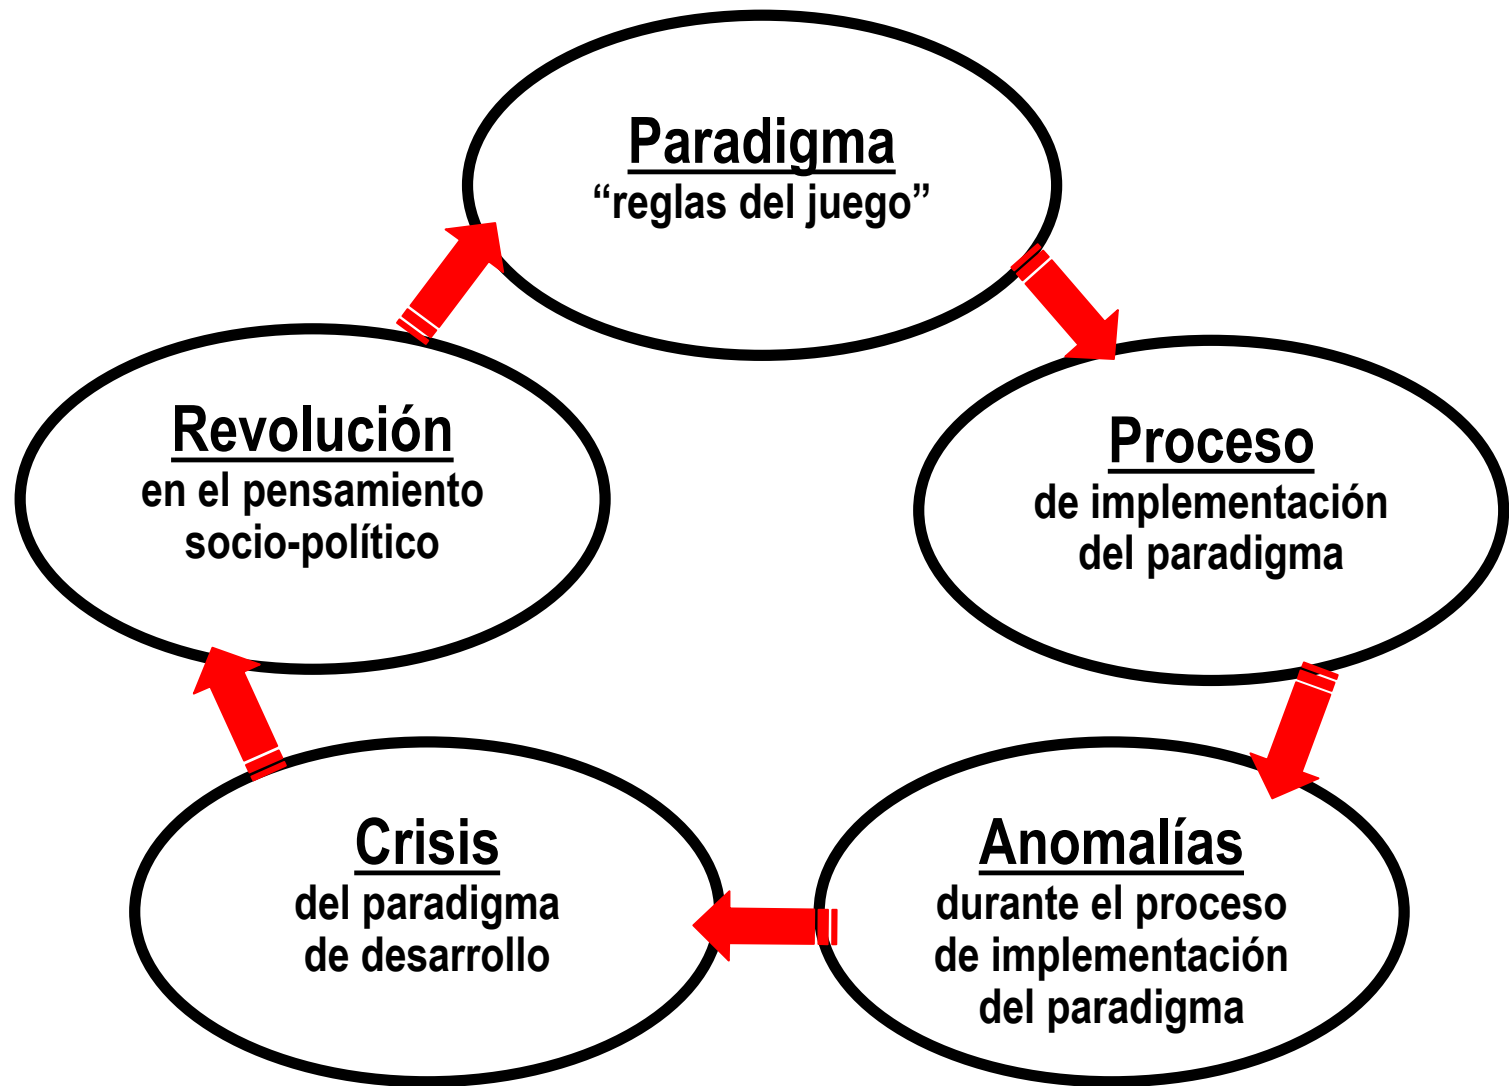 Paradigma
“reglas del juego”
Proceso
de implementación
del paradigma
Anomalías
durante el proceso
de implementación
del paradigma
Crisis
del paradigma
de desarrollo
Revolución
en el pensamiento
socio-político